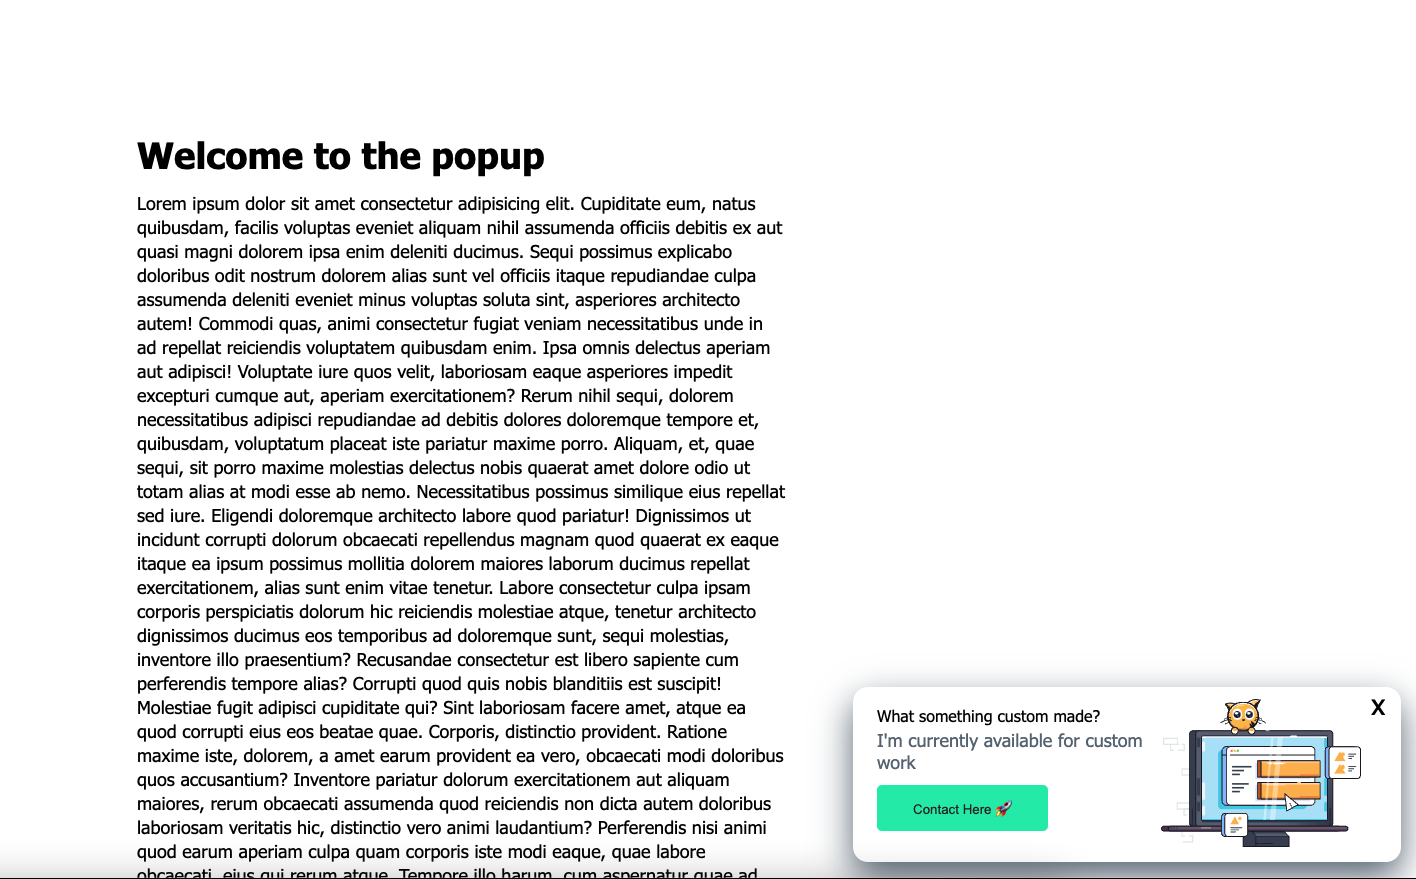 Welcome to the popup
Lorem ipsum dolor sit amet consectetur adipisicing elit. Cupiditate eum, natus
quibusdam, facilis voluptas eveniet aliquam nihil assumenda officiis debitis ex aut
quasi magni dolorem ipsa enim deleniti ducimus. Sequi possimus explicabo
doloribus odit nostrum dolorem alias sunt vel officiis itaque repudiandae culpa
assumenda deleniti eveniet minus voluptas soluta sint, asperiores architecto
autem! Commodi quas, animi consectetur fugiat veniam necessitatibus unde in
ad repellat reiciendis voluptatem quibusdam enim. Ipsa omnis delectus aperiam
aut adipisci! Voluptate iure quos velit, laboriosam eaque asperiores impedit
excepturi cumque aut, aperiam exercitationem? Rerum nihil sequi, dolorem
necessitatibus adipisci repudiandae ad debitis dolores doloremque tempore et,
quibusdam, voluptatum placeat iste pariatur maxime porro. Aliquam, et, quae
sequi, sit porro maxime molestias delectus nobis quaerat amet dolore odio ut
totam alias at modi esse ab nemo. Necessitatibus possimus similique eius repellat
sed iure. Eligendi doloremque architecto labore quod pariatur! Dignissimos ut
incidunt corrupti dolorum obcaecati repellendus magnam quod quaerat ex eaque
itaque ea ipsum possimus mollitia dolorem maiores laborum ducimus repellat
exercitationem, alias sunt enim vitae tenetur. Labore consectetur culpa ipsam
corporis perspiciatis dolorum hic reiciendis molestiae atque, tenetur architecto
dignissimos ducimus eos temporibus ad doloremque sunt, sequi molestias,
inventore illo praesentium? Recusandae consectetur est libero sapiente cum
perferendis tempore alias? Corrupti quod quis nobis blanditiis est suscipit!
Molestiae fugit adipisci cupiditate qui? Sint laboriosam facere amet, atque ea
quod corrupti eius eos beatae quae. Corporis, distinctio provident. Ratione
maxime iste, dolorem, a amet earum provident ea vero, obcaecati modi doloribus
quos accusantium? Inventore pariatur dolorum exercitationem aut aliquam
maiores, rerum obcaecati assumenda quod reiciendis non dicta autem doloribus
laboriosam veritatis hic, distinctio vero animi laudantium? Perferendis nisi animi
quod earum aperiam culpa quam corporis iste modi eaque, quae labore
obcaecati, eius qui rerum atque. Tempore illo harum, cum aspernatur quae ad
X
What something custom made?
I'm currently available for custom
work
Contact Here 🚀